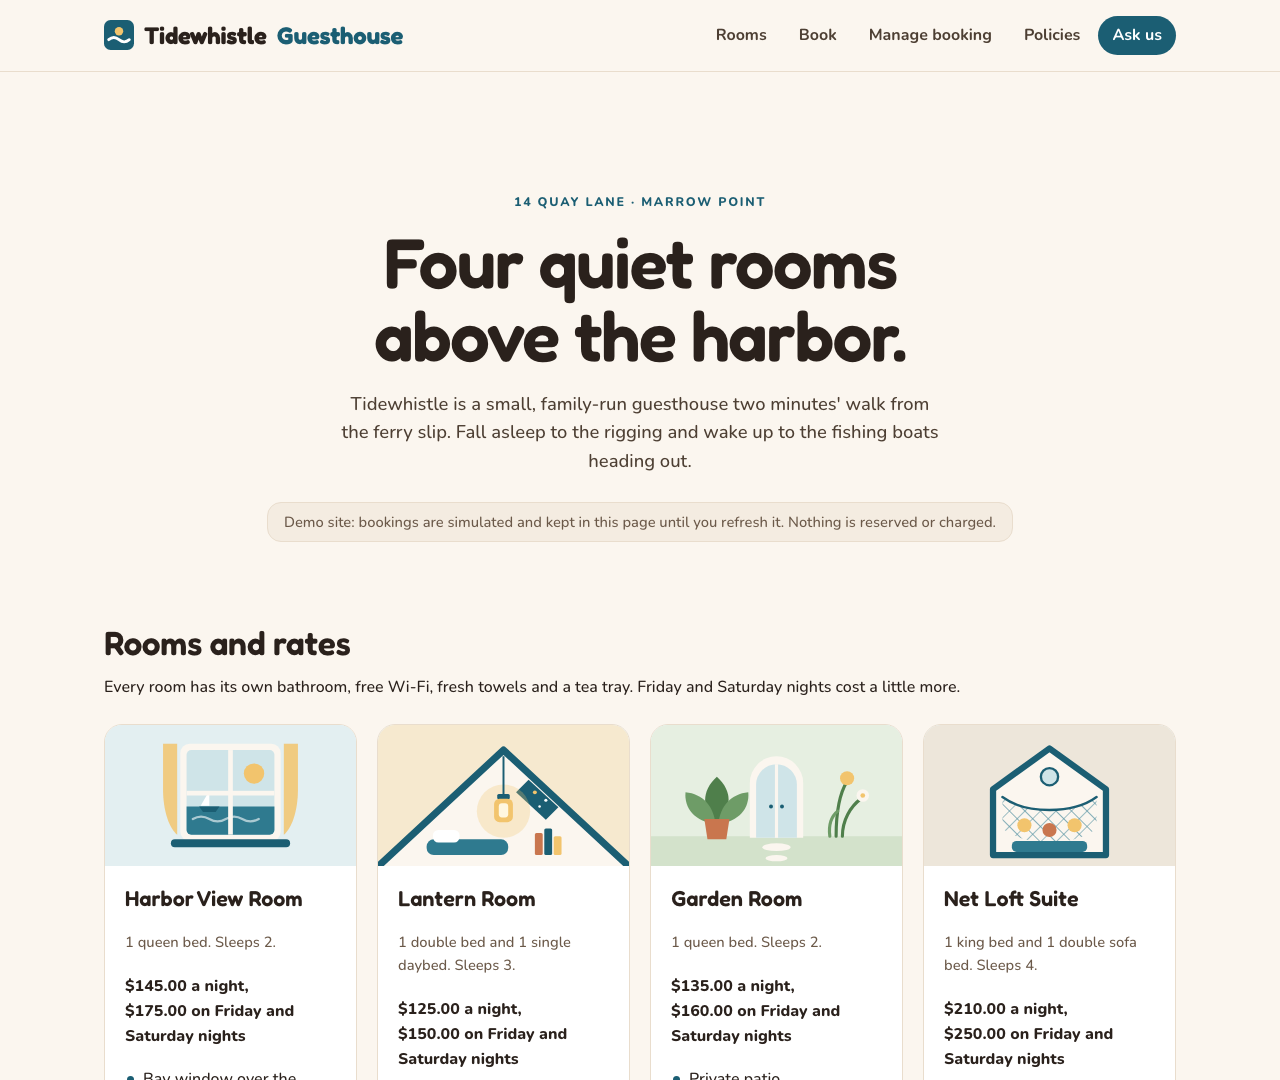 Tidewhistle Guesthouse
Rooms
Book
Manage booking
Policies
Ask us
14 QUAY LANE · MARROW POINT
Four quiet rooms
above the harbor.
Tidewhistle is a small, family-run guesthouse two minutes' walk from
the ferry slip. Fall asleep to the rigging and wake up to the fishing boats
heading out.
Demo site: bookings are simulated and kept in this page until you refresh it. Nothing is reserved or charged.
Rooms and rates
Every room has its own bathroom, free Wi-Fi, fresh towels and a tea tray. Friday and Saturday nights cost a little more.
Harbor View Room
1 queen bed. Sleeps 2.
$145.00 a night,
$175.00 on Friday and
Saturday nights
Bay window over the
Lantern Room
1 double bed and 1 single
daybed. Sleeps 3.
$125.00 a night,
$150.00 on Friday and
Saturday nights
Garden Room
1 queen bed. Sleeps 2.
$135.00 a night,
$160.00 on Friday and
Saturday nights
Private patio
Net Loft Suite
1 king bed and 1 double sofa
bed. Sleeps 4.
$210.00 a night,
$250.00 on Friday and
Saturday nights